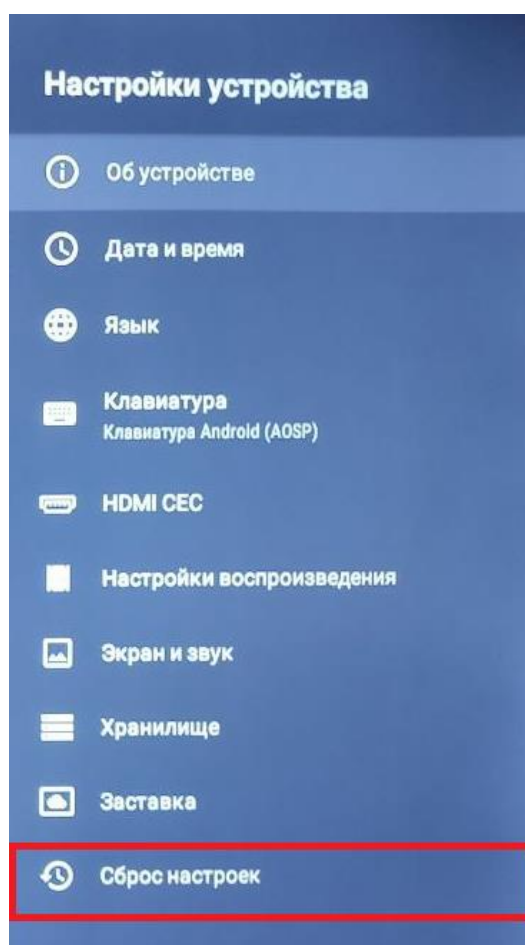 Настройки устройства
Об устройстве
Дата и время
Язык
Клавиатура
Клавиатура Android (AOSP)
HDMI CEC
Настройки воспроизведения
Экран и звук
Хранилище
Заставка
Сброс настроек